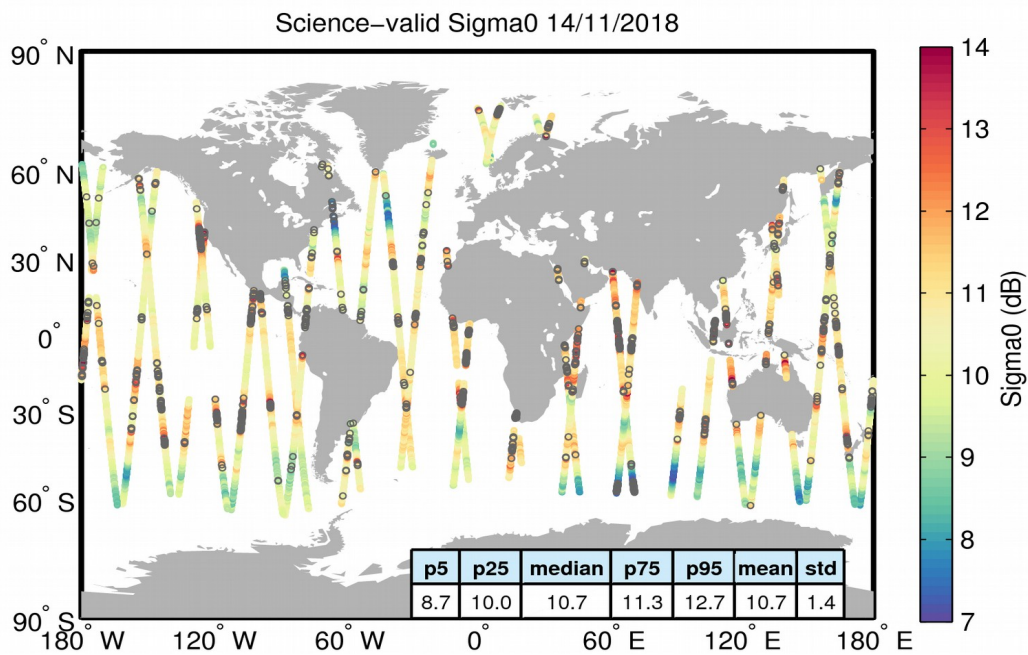 Science−valid Sigma0 14/11/2018
90° N
60° N
30° N
0°
30° S
60° S
90° S
180° W
120° W
60° W
0°
60° E
120° E
180° E
p5 p25 median p75 p95 mean std
8.7 10.0 10.7 11.3 12.7 10.7 1.4
14
13
12
11
10
9
8
7
Sigma0 (dB)